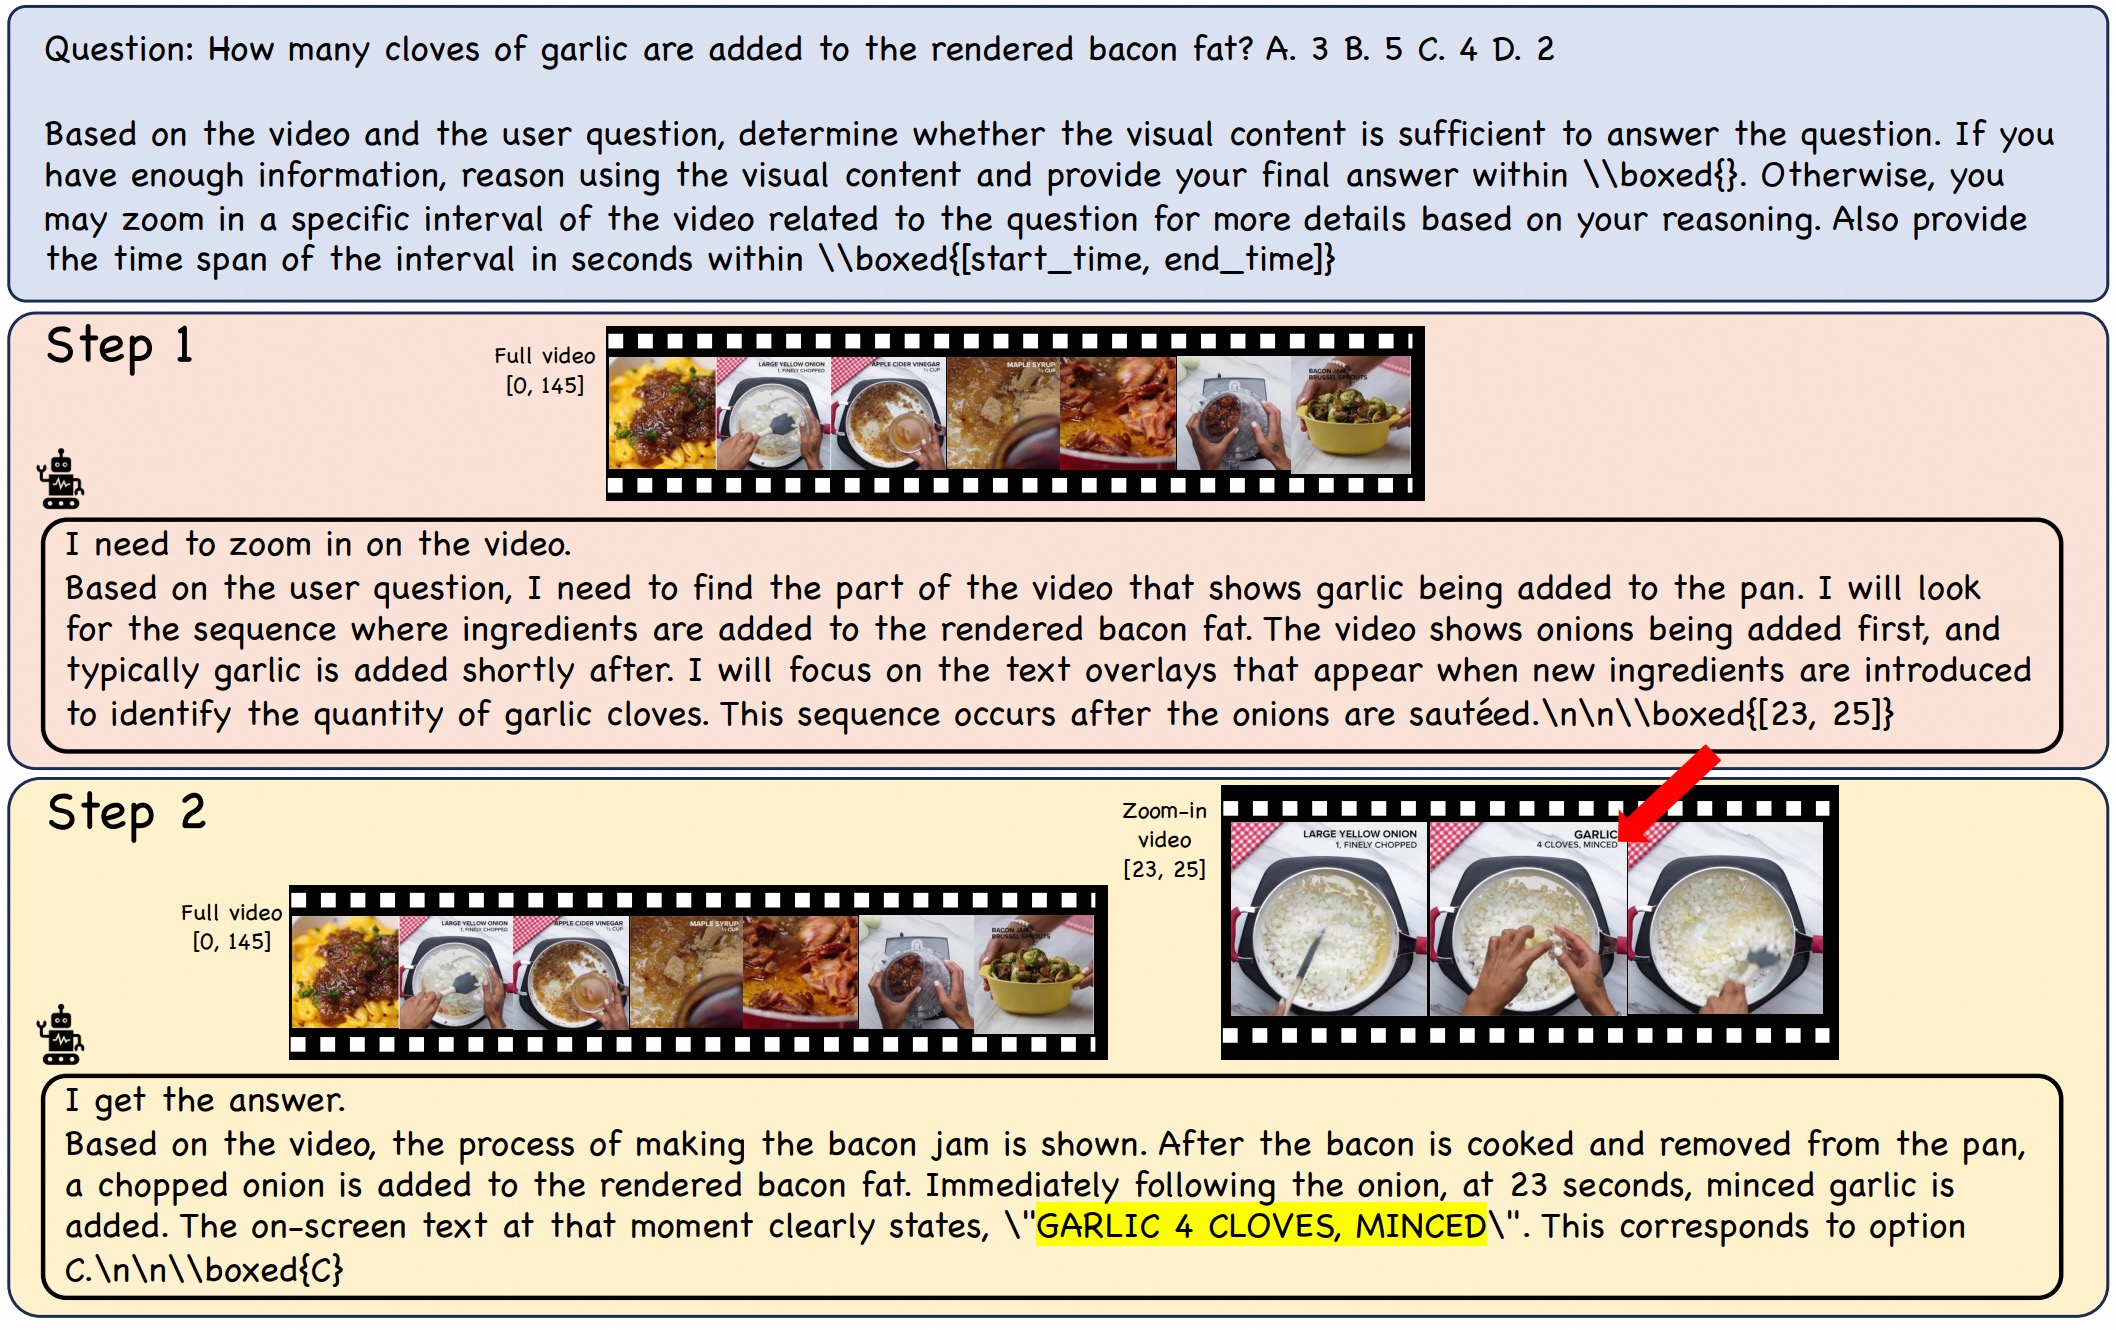 Question: How many cloves of garlic are added to the rendered bacon fat? A. 3 B. 5 C. 4 D. 2
Based on the video and the user question, determine whether the visual content is sufficient to answer the question. If you
have enough information, reason using the visual content and provide your final answer within \\boxed{}. Otherwise, you
may zoom in a specific interval of the video related to the question for more details based on your reasoning. Also provide
the time span of the interval in seconds within \\boxed{[start_time, end_time]}
Step 1
Full video
[0, 145]
LARGE YELLOW ONION
1, FINELY CHOPPED
APPLE CIDER VINEGAR
½ CUP
MAPLE SYRUP
½ CUP
BACON JAM
BRUSSEL SPROUTS
I need to zoom in on the video.
Based on the user question, I need to find the part of the video that shows garlic being added to the pan. I will look
for the sequence where ingredients are added to the rendered bacon fat. The video shows onions being added first, and
typically garlic is added shortly after. I will focus on the text overlays that appear when new ingredients are introduced
to identify the quantity of garlic cloves. This sequence occurs after the onions are sautéed.\n\n\\boxed{[23, 25]}
Step 2
Full video
[0, 145]
LARGE YELLOW ONION
1, FINELY CHOPPED
APPLE CIDER VINEGAR
½ CUP
MAPLE SYRUP
½ CUP
BACON JAM
BRUSSEL SPROUTS
Zoom-in
video
[23, 25]
LARGE YELLOW ONION
1, FINELY CHOPPED
GARLIC
4 CLOVES, MINCED
I get the answer.
Based on the video, the process of making the bacon jam is shown. After the bacon is cooked and removed from the pan,
a chopped onion is added to the rendered bacon fat. Immediately following the onion, at 23 seconds, minced garlic is
added. The on-screen text at that moment clearly states, \"GARLIC 4 CLOVES, MINCED\". This corresponds to option
C.\n\n\\boxed{C}